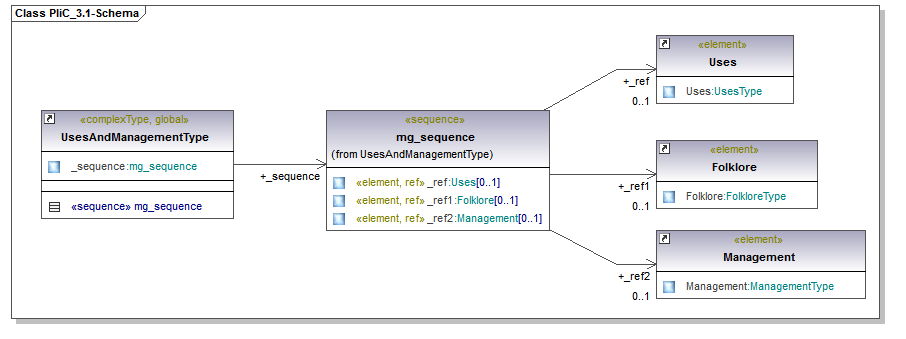 Class PliC_3.1-Schema
«complexType, global»
UsesAndManagementType
_sequence:mg_sequence
«sequence» mg_sequence
+_sequence
«sequence»
mg_sequence
(from UsesAndManagementType)
«element, ref» _ref:Uses[0..1]
«element, ref» _ref1:Folklore[0..1]
«element, ref» _ref2:Management[0..1]
+_ref
0..1
«element»
Uses
Uses:UsesType
+_ref1
0..1
«element»
Folklore
Folklore:FolkloreType
+_ref2
0..1
«element»
Management
Management:ManagementType